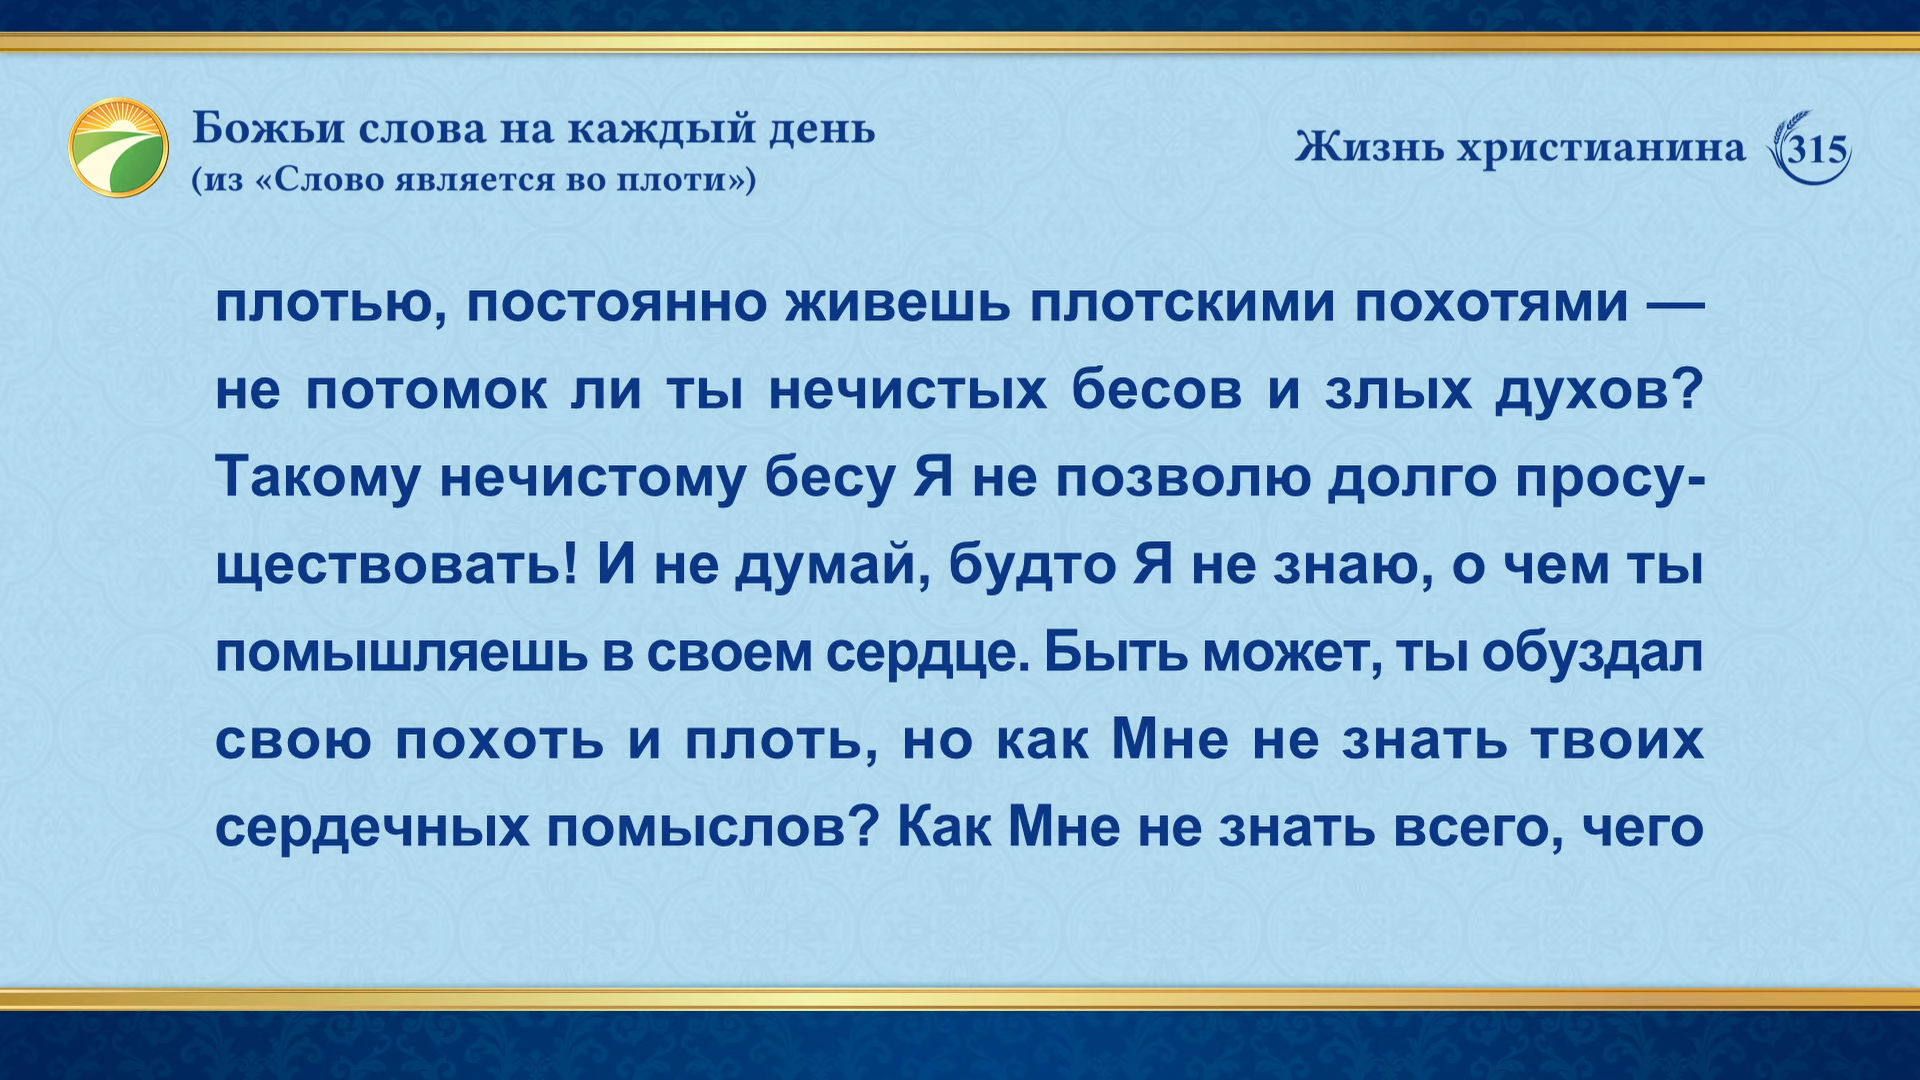 Божьи слова на каждый день
(из «Слово является во плоти»)
Жизнь христианина 315
плотью, постоянно живешь плотскими похотями —
не потомок ли ты нечистых бесов и злых духов?
Такому нечистому бесу Я не позволю долго просу-
ществовать! И не думай, будто Я не знаю, о чем ты
помышляешь в своем сердце. Быть может, ты обуздал
свою похоть и плоть, но как Мне не знать твоих
сердечных помыслов? Как Мне не знать всего, чего